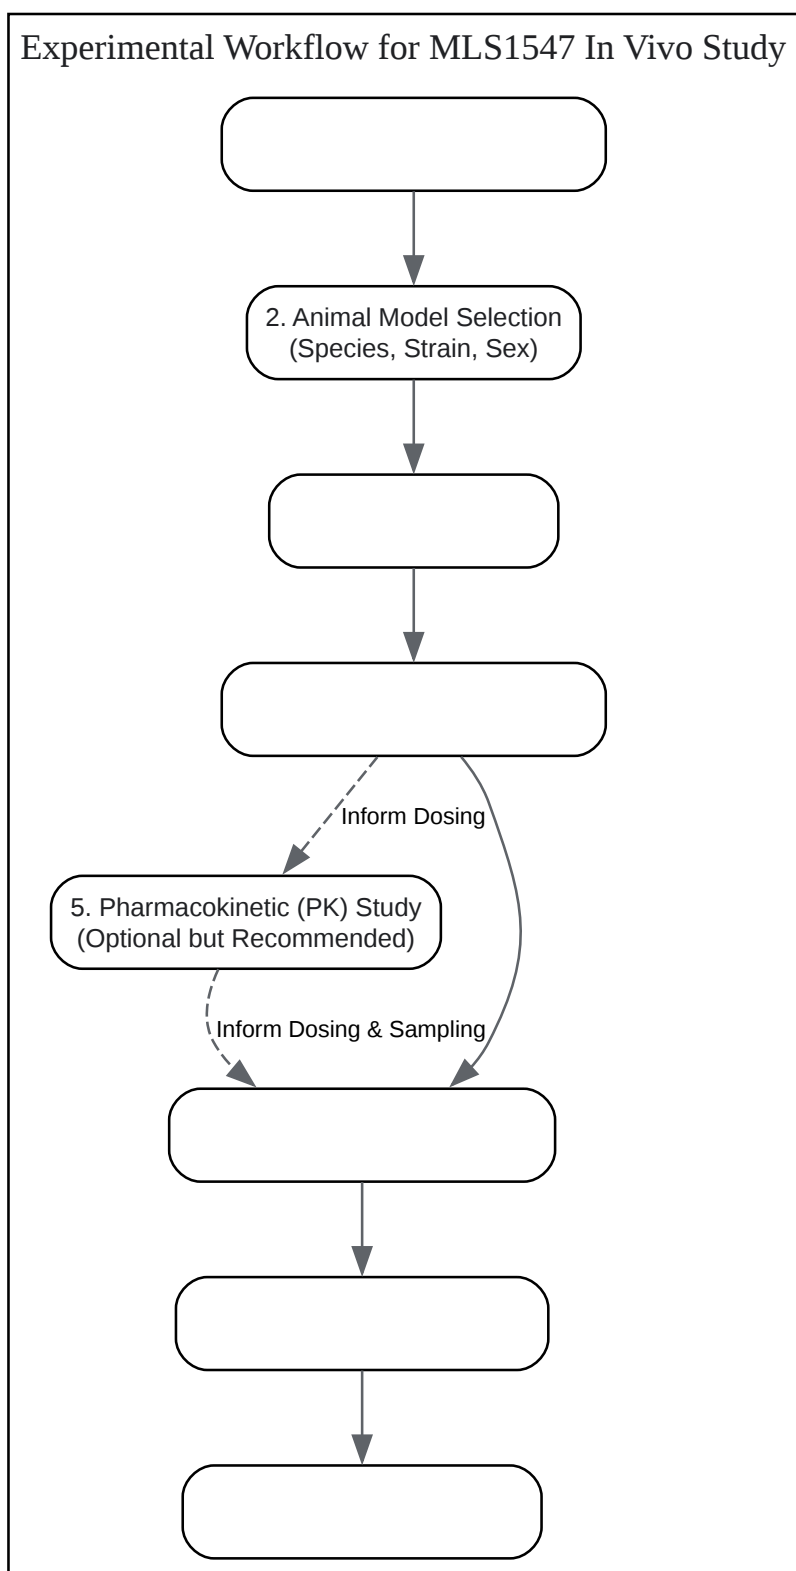 Experimental Workflow for MLS1547 In Vivo Study
2. Animal Model Selection
(Species, Strain, Sex)
Inform Dosing
5. Pharmacokinetic (PK) Study
(Optional but Recommended)
Inform Dosing & Sampling